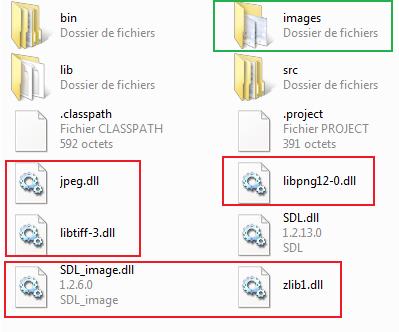 bin
Dossier de fichiers
images
Dossier de fichiers
lib
Dossier de fichiers
src
Dossier de fichiers
.classpath
Fichier CLASSPATH
592 octets
.project
Fichier PROJECT
391 octets
jpeg.dll
libpng12-0.dll
libtiff-3.dll
SDL.dll
1.2.13.0
SDL
SDL_image.dll
1.2.6.0
SDL_image
zlib1.dll